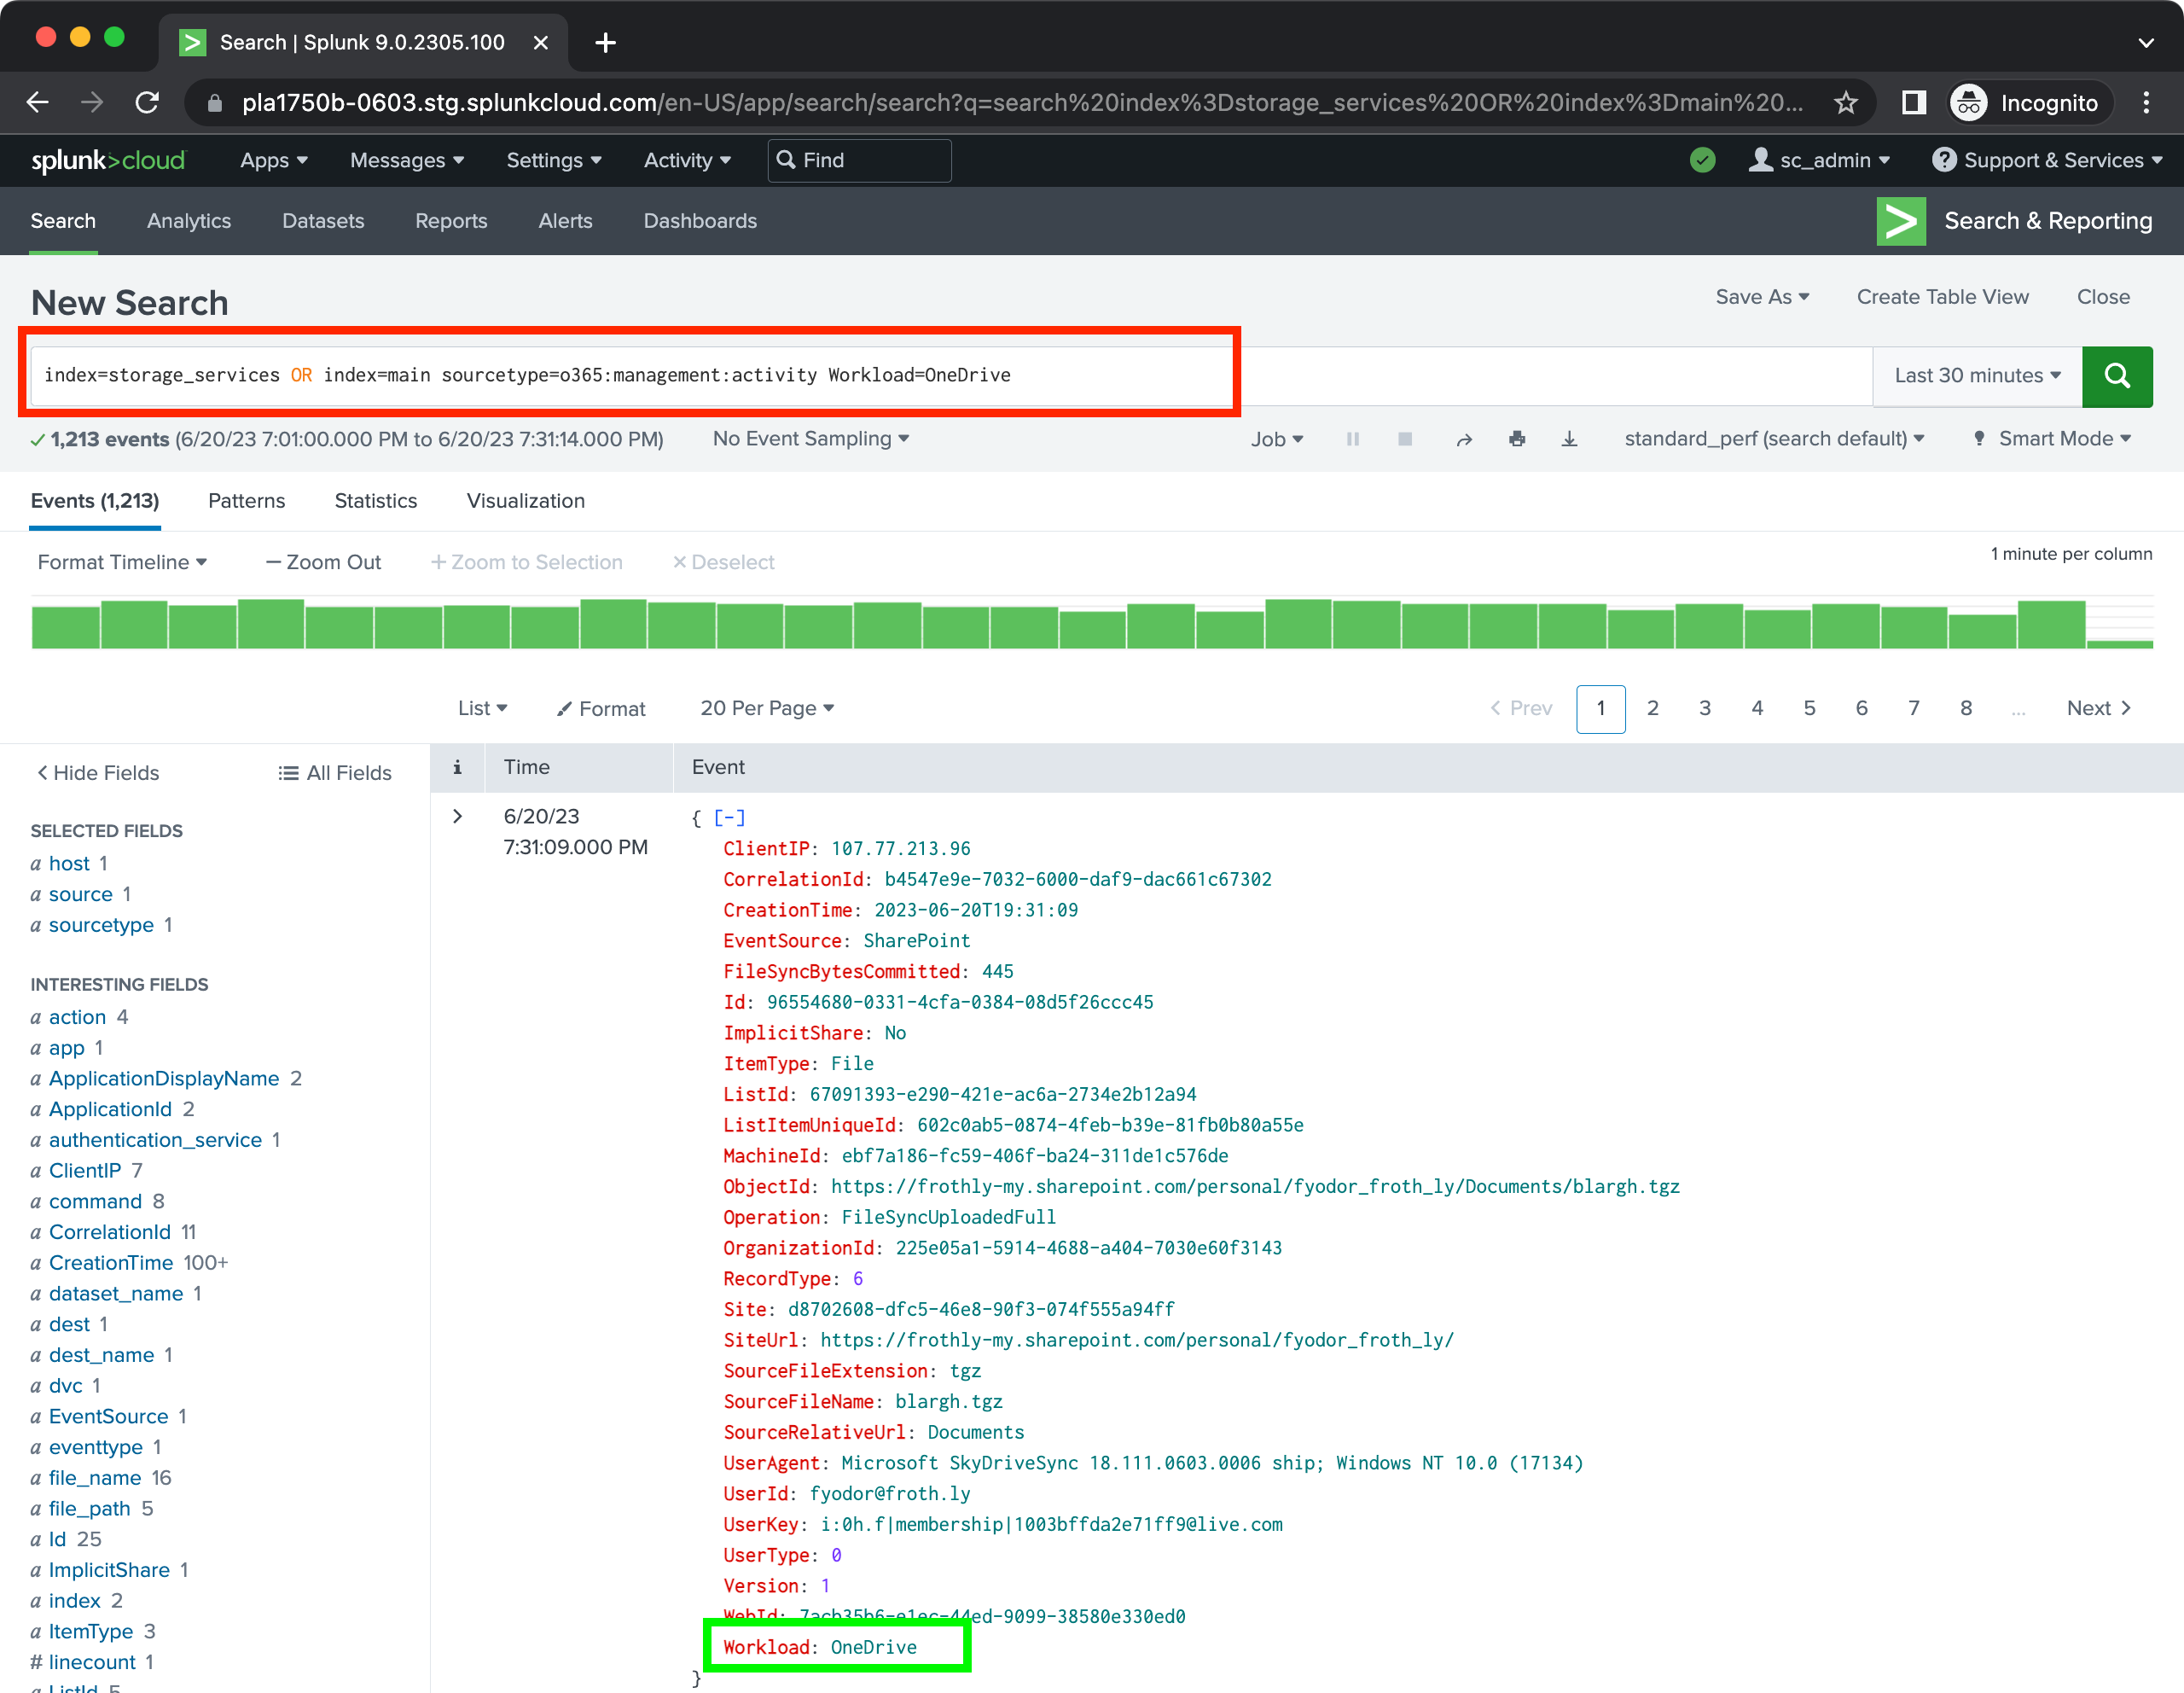 Search | Splunk 9.0.2305.100
pla1750b-0603.stg.splunkcloud.com/en-US/app/search/search?q=search%20index%3Dstorage_services%20OR%20index%3Dmain%20...
Incognito
splunk>cloud
Apps
Messages
Settings
Activity
Find
sc_admin
Support & Services
Search
Analytics
Datasets
Reports
Alerts
Dashboards
Search & Reporting
New Search
Save As
Create Table View
Close
index=storage_services OR index=main sourcetype=o365:management:activity Workload=OneDrive
Last 30 minutes
1,213 events (6/20/23 7:01:00.000 PM to 6/20/23 7:31:14.000 PM)
No Event Sampling
Job
standard_perf (search default)
Smart Mode
Events (1,213)
Patterns
Statistics
Visualization
Format Timeline
— Zoom Out
+ Zoom to Selection
× Deselect
1 minute per column
List
Format
20 Per Page
< Prev
1
2
3
4
5
6
7
8
...
Next >
< Hide Fields
All Fields
SELECTED FIELDS
a host 1
a source 1
a sourcetype 1
INTERESTING FIELDS
a action 4
a app 1
a ApplicationDisplayName 2
a ApplicationId 2
a authentication_service 1
a ClientIP 7
a command 8
a CorrelationId 11
a CreationTime 100+
a dataset_name 1
a dest 1
a dest_name 1
a dvc 1
a EventSource 1
a eventtype 1
a file_name 16
a file_path 5
a Id 25
a ImplicitShare 1
a index 2
a ItemType 3
# linecount 1
a ListId 5
i
Time
Event
>
6/20/23
7:31:09.000 PM
{ [-]
ClientIP: 107.77.213.96
CorrelationId: b4547e9e-7032-6000-daf9-dac661c67302
CreationTime: 2023-06-20T19:31:09
EventSource: SharePoint
FileSyncBytesCommitted: 445
Id: 96554680-0331-4cfa-0384-08d5f26ccc45
ImplicitShare: No
ItemType: File
ListId: 67091393-e290-421e-ac6a-2734e2b12a94
ListItemUniqueId: 602c0ab5-0874-4feb-b39e-81fb0b80a55e
MachineId: ebf7a186-fc59-406f-ba24-311de1c576de
ObjectId: https://frothly-my.sharepoint.com/personal/fyodor_froth_ly/Documents/blargh.tgz
Operation: FileSyncUploadedFull
OrganizationId: 225e05a1-5914-4688-a404-7030e60f3143
RecordType: 6
Site: d8702608-dfc5-46e8-90f3-074f555a94ff
SiteUrl: https://frothly-my.sharepoint.com/personal/fyodor_froth_ly/
SourceFileExtension: tgz
SourceFileName: blargh.tgz
SourceRelativeUrl: Documents
UserAgent: Microsoft SkyDriveSync 18.111.0603.0006 ship; Windows NT 10.0 (17134)
UserId: fyodor@froth.ly
UserKey: i:0h.f|membership|1003bffda2e71ff9@live.com
UserType: 0
Version: 1
WebId: 7acb35b6-e1ec-44ed-9099-38580e330ed0
Workload: OneDrive
}